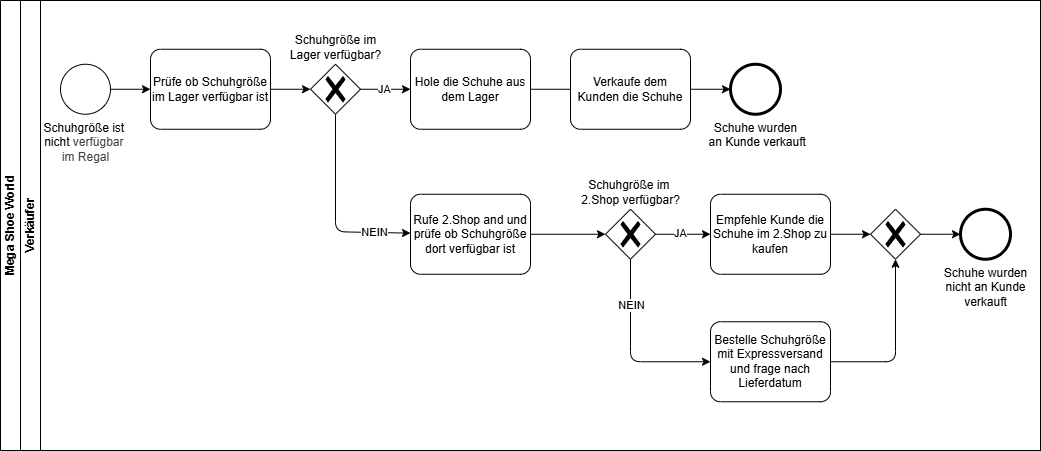 Mega Shoe World
Verkäufer
Schuhgröße ist
nicht verfügbar
im Regal
Prüfe ob Schuhgröße
im Lager verfügbar ist
Schuhgröße im
Lager verfügbar?
JA
Hole die Schuhe aus
dem Lager
Verkaufe dem
Kunden die Schuhe
Schuhe wurden
an Kunde verkauft
NEIN
Rufe 2.Shop and und
prüfe ob Schuhgröße
dort verfügbar ist
Schuhgröße im
2.Shop verfügbar?
JA
Empfehle Kunde die
Schuhe im 2.Shop zu
kaufen
Schuhe wurden
nicht an Kunde
verkauft
NEIN
Bestelle Schuhgröße
mit Expressversand
und frage nach
Lieferdatum